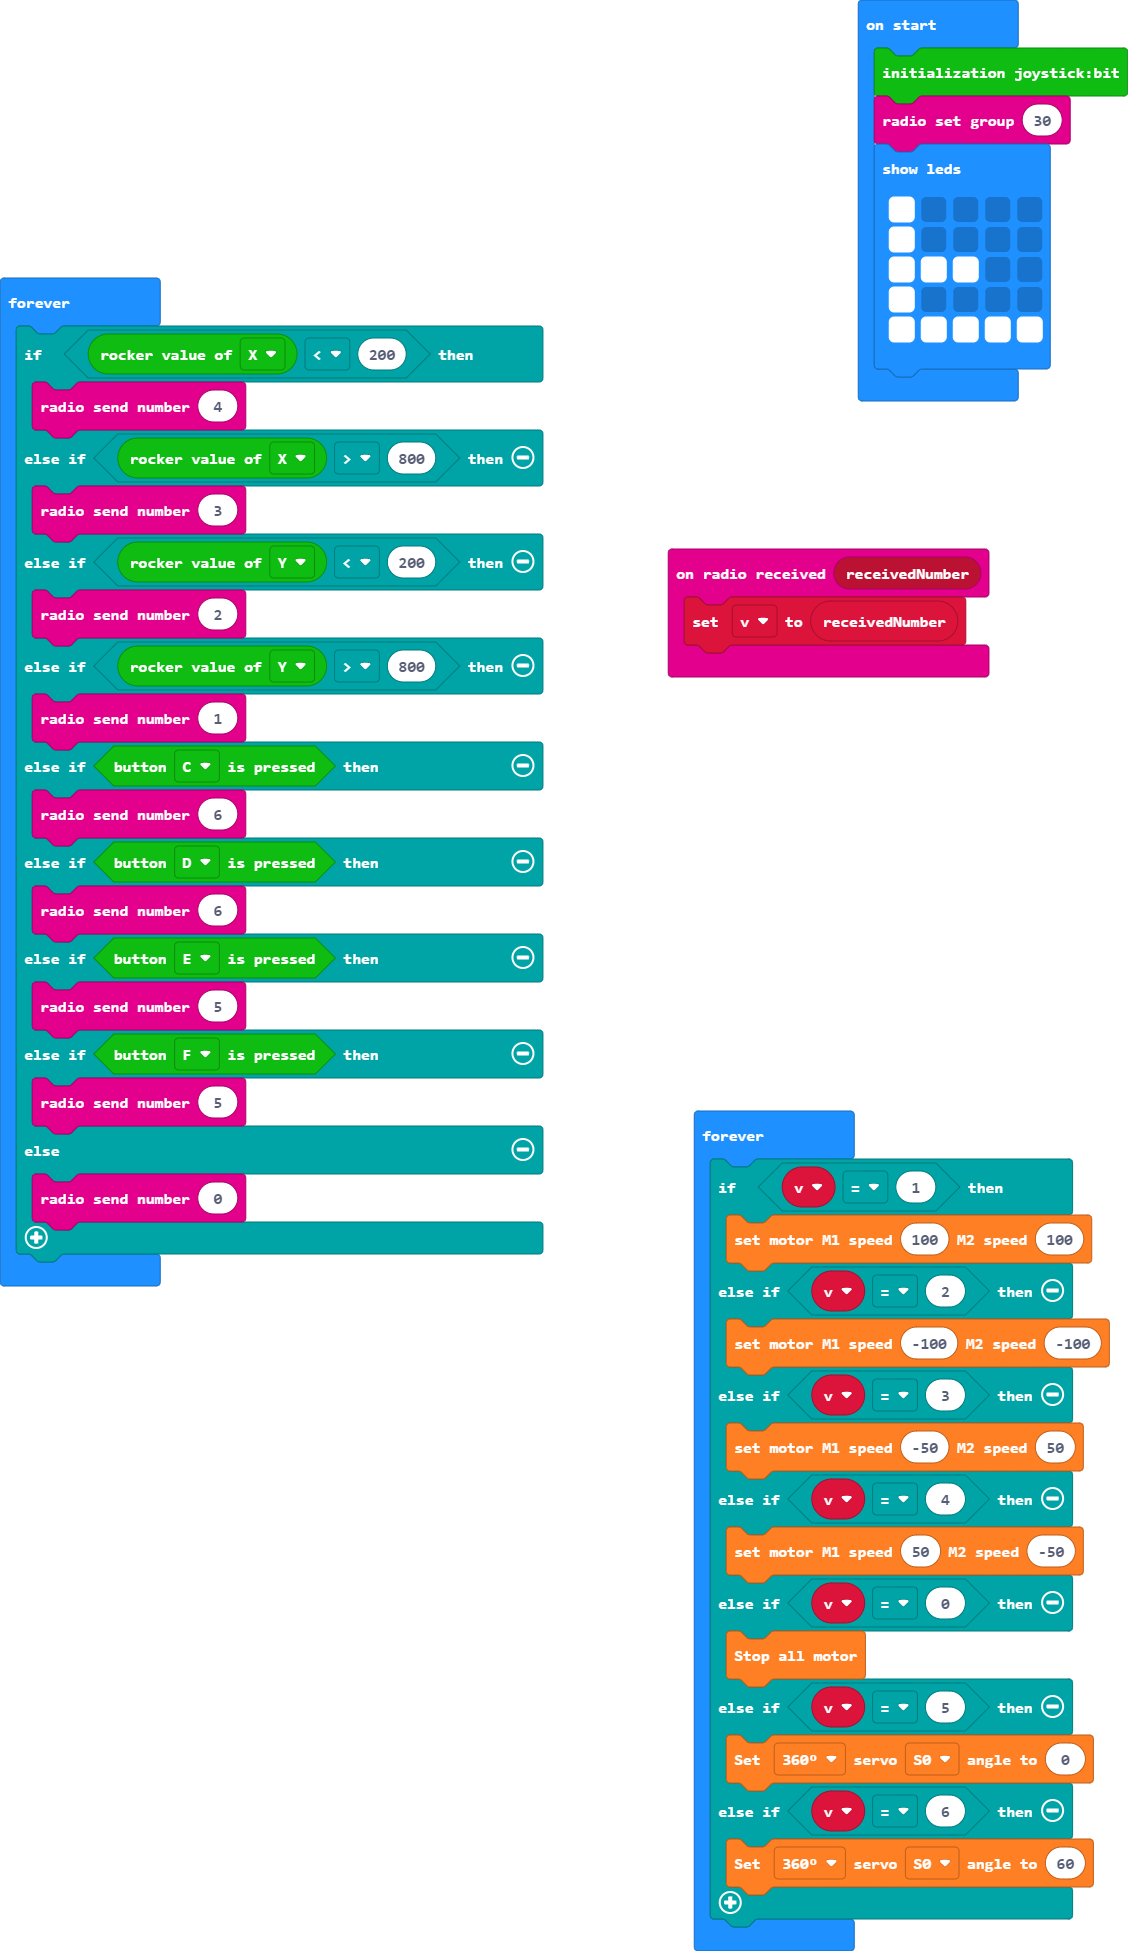 on start
initialization joystick:bit
radio set group 30
show leds
forever
if rocker value of X < 200 then
radio send number 4
else if rocker value of X > 800 then
radio send number 3
else if rocker value of Y < 200 then
radio send number 2
else if rocker value of Y > 800 then
radio send number 1
else if button C is pressed then
radio send number 6
else if button D is pressed then
radio send number 6
else if button E is pressed then
radio send number 5
else if button F is pressed then
radio send number 5
else
radio send number 0
on radio received receivedNumber
set v to receivedNumber
forever
if v = 1 then
set motor M1 speed 100 M2 speed 100
else if v = 2 then
set motor M1 speed -100 M2 speed -100
else if v = 3 then
set motor M1 speed -50 M2 speed 50
else if v = 4 then
set motor M1 speed 50 M2 speed -50
else if v = 0 then
Stop all motor
else if v = 5 then
Set 360º servo S0 angle to 0
else if v = 6 then
Set 360º servo S0 angle to 60